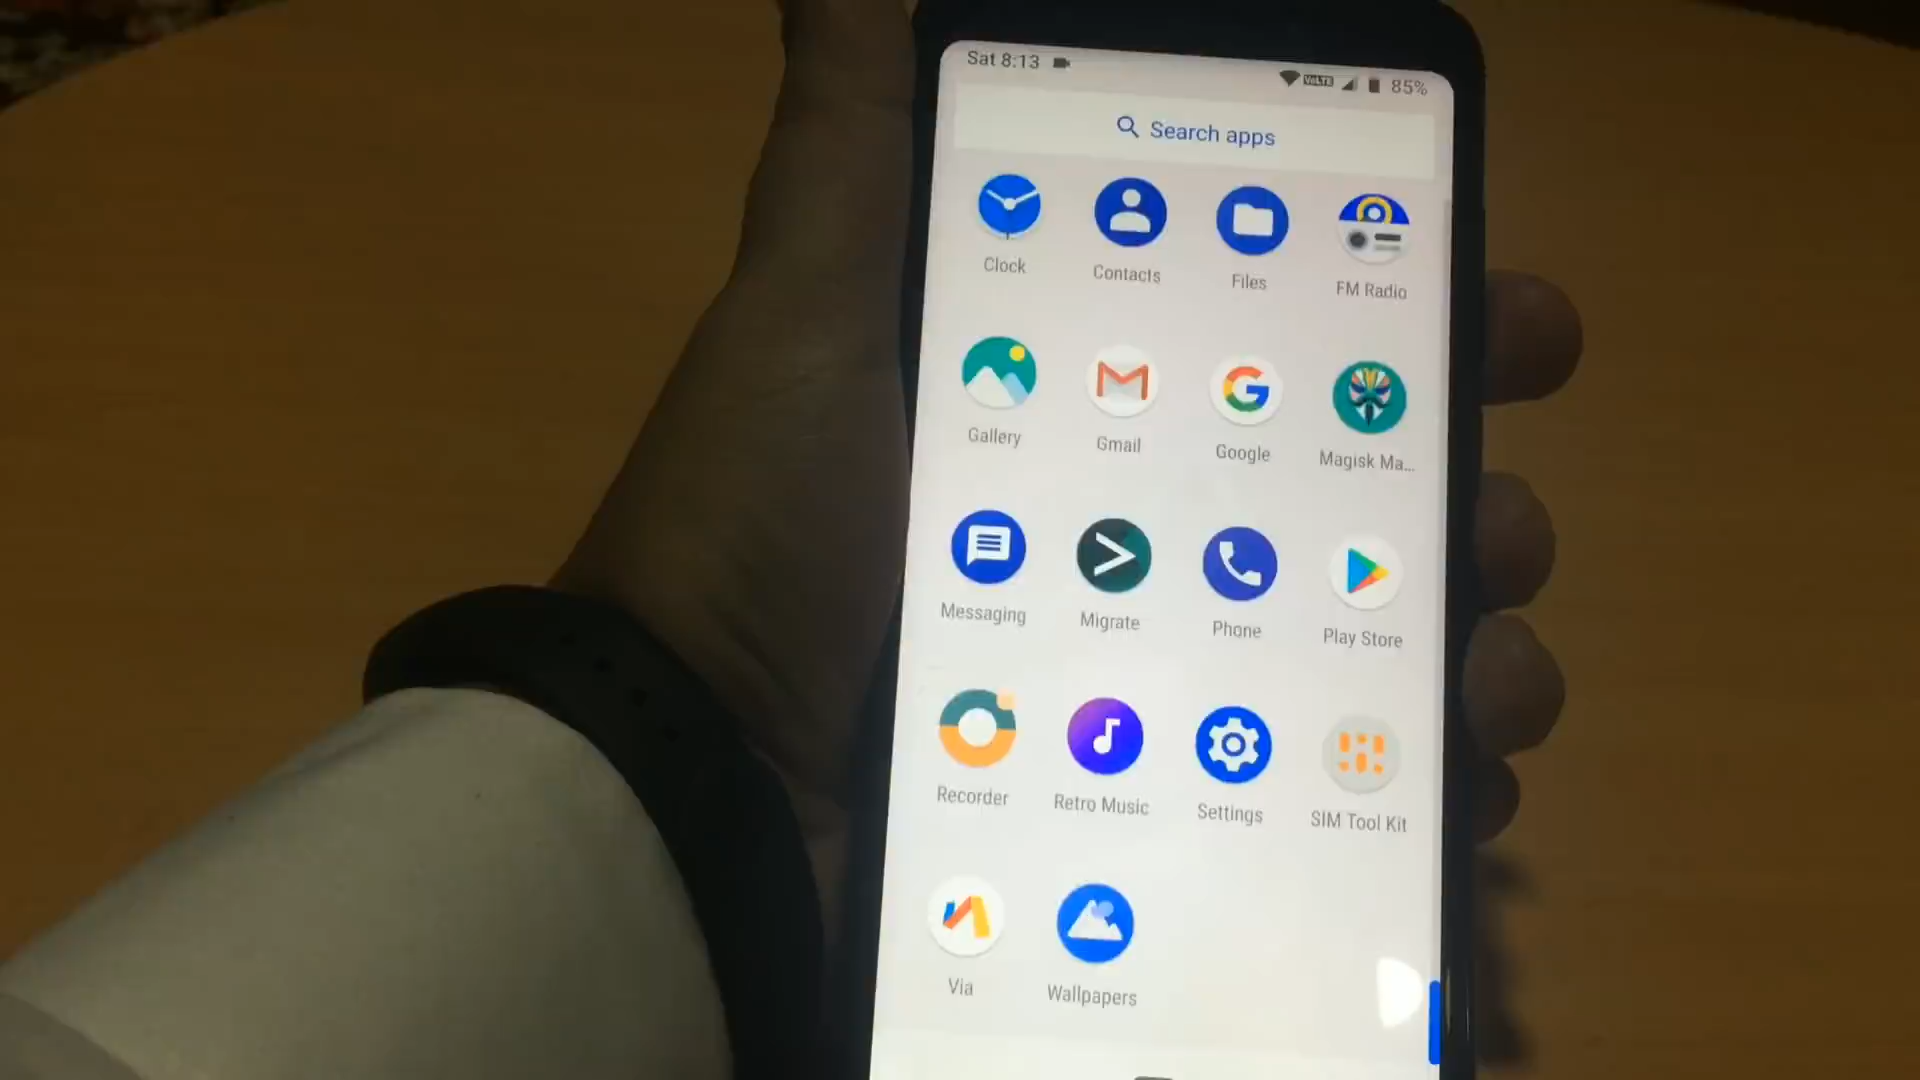 Sat 8:13
VoLTE
85%
Search apps
Clock
Contacts
Files
FM Radio
Gallery
Gmail
Google
Magisk Ma...
Messaging
Migrate
Phone
Play Store
Recorder
Retro Music
Settings
SIM Tool Kit
Via
Wallpapers